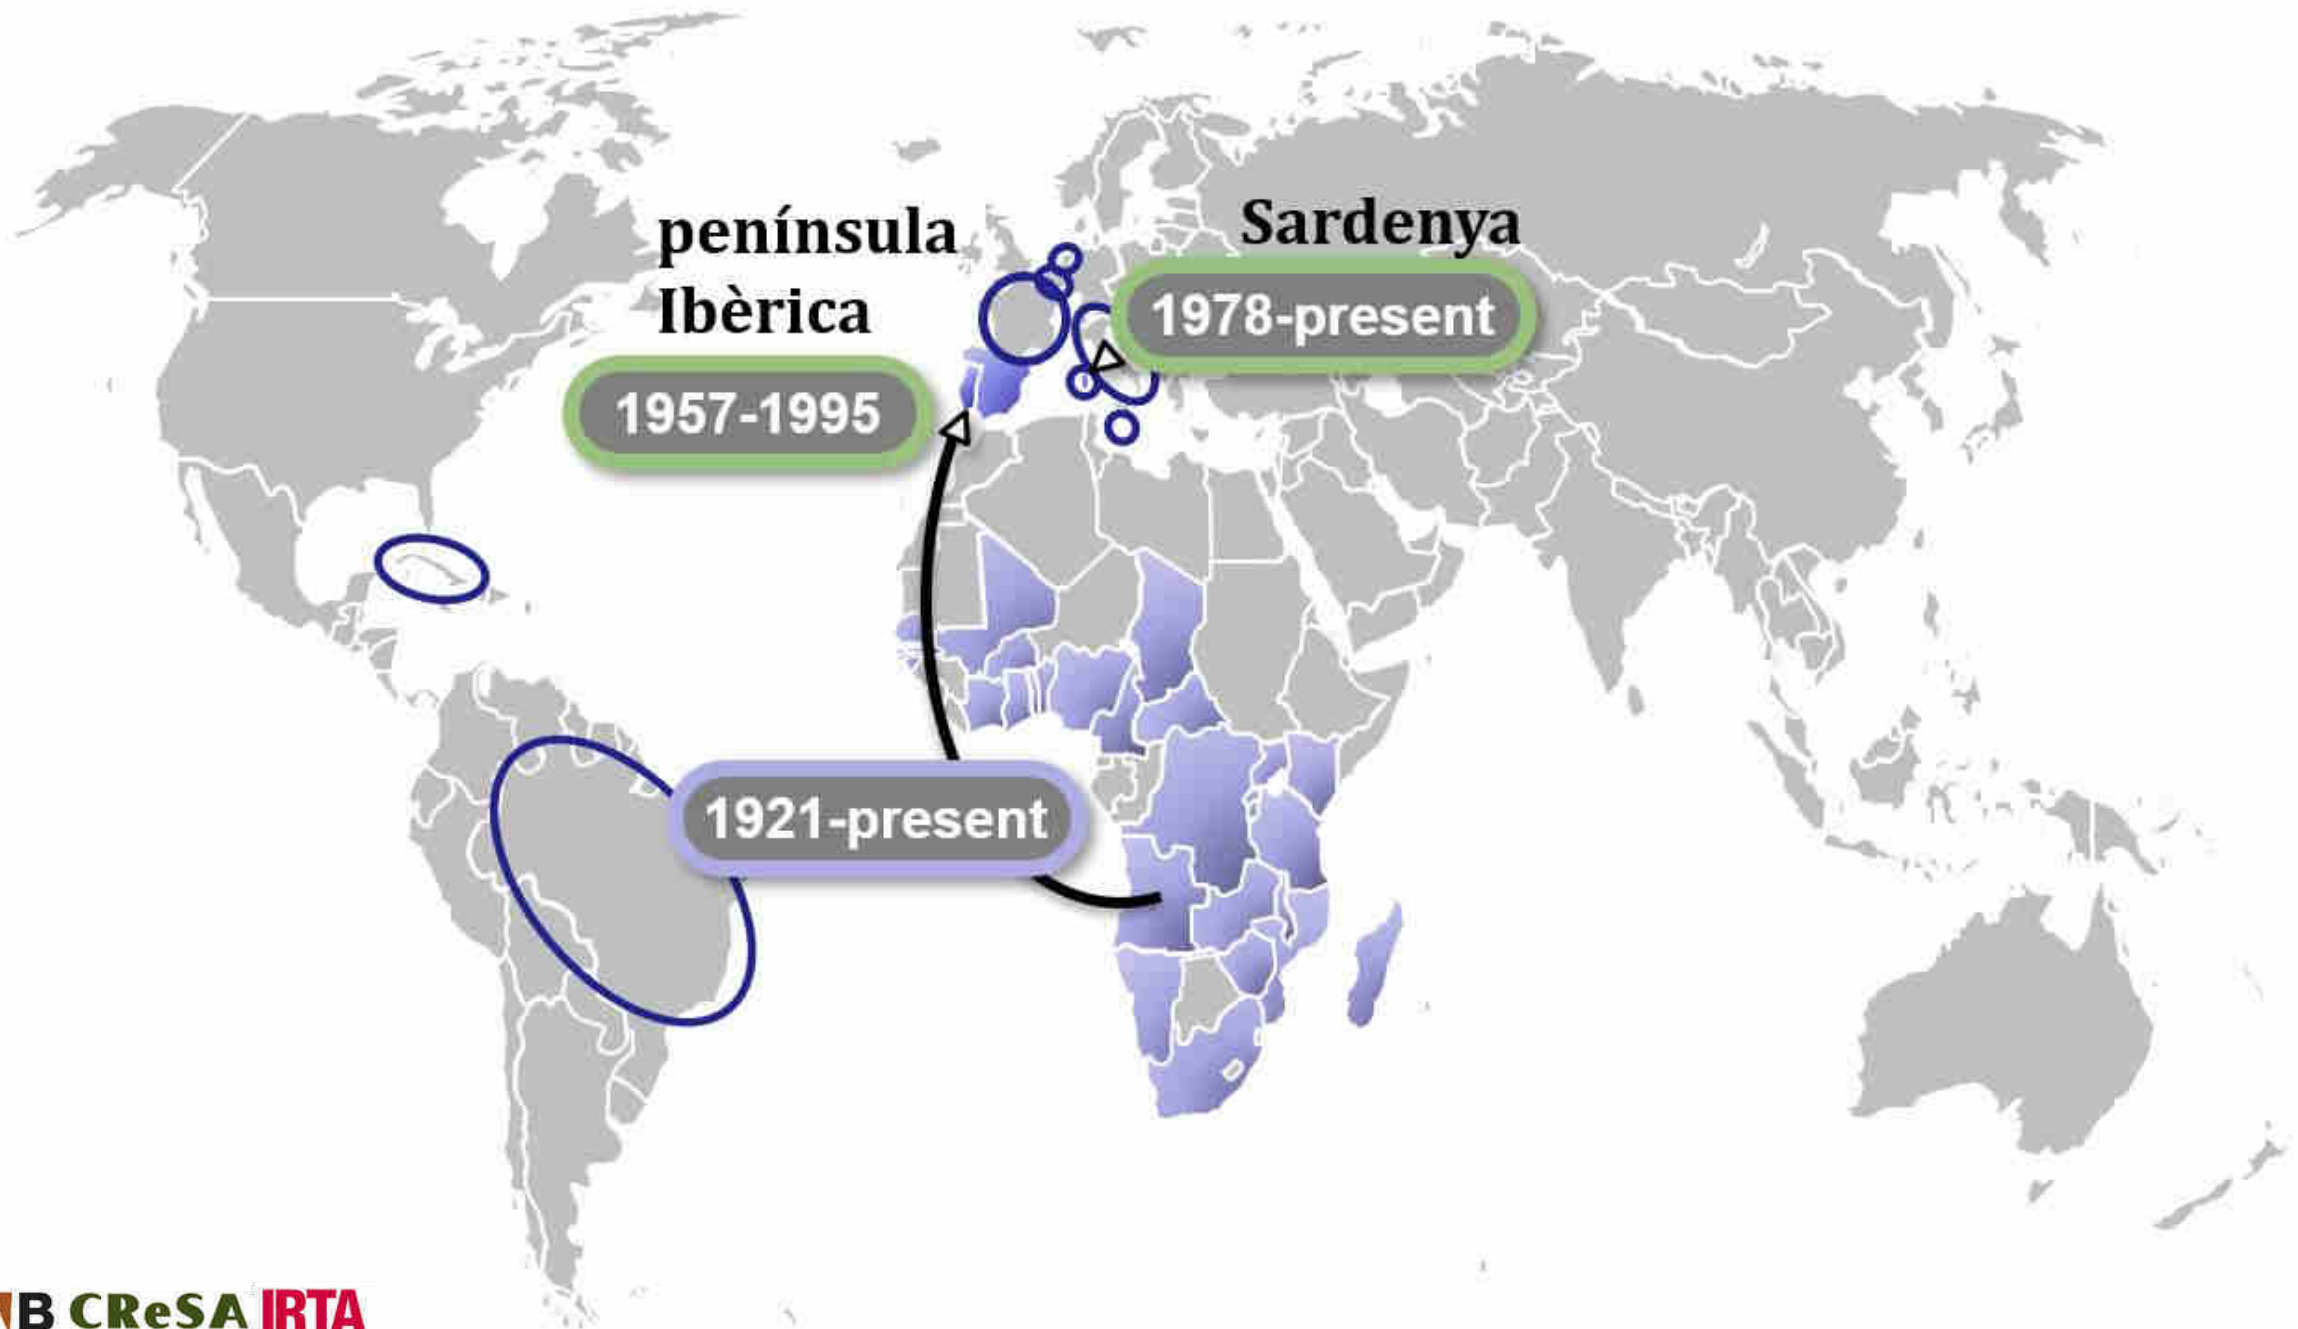 península
Ibèrica
1957-1995
Sardenya
1978-present
1921-present
B CReSA IRTA